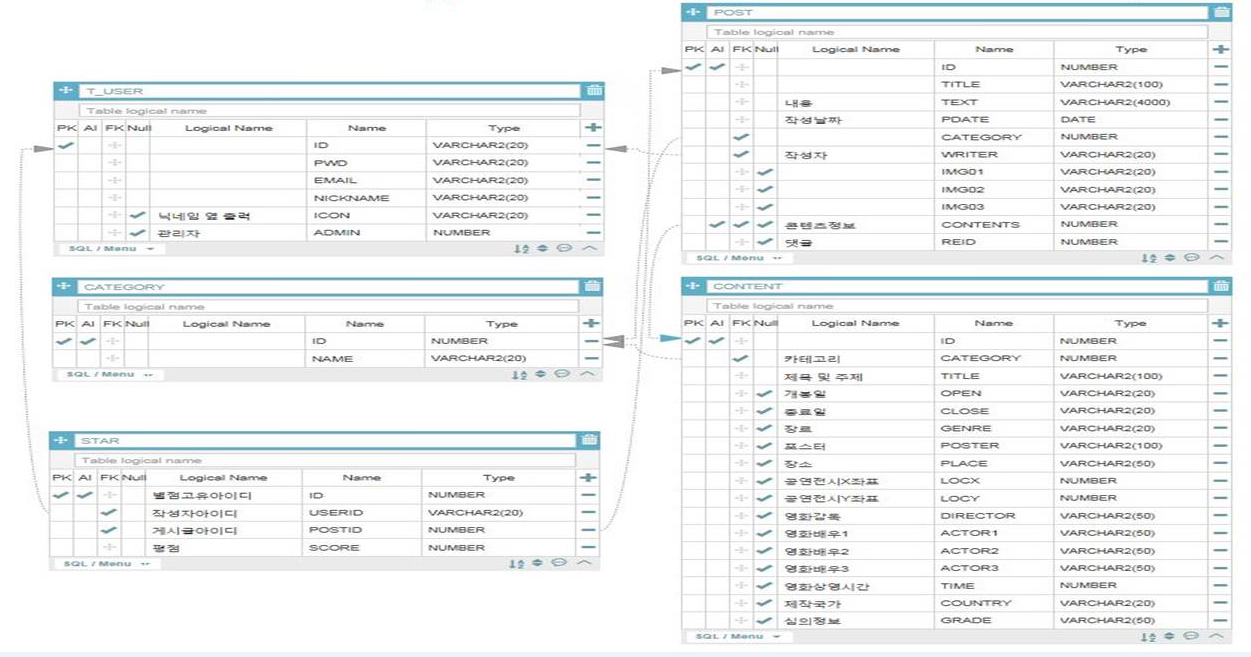 T_USER
Table logical name
PK AI FK Null Logical Name Name Type
ID VARCHAR2(20)
PWD VARCHAR2(20)
EMAIL VARCHAR2(20)
NICKNAME VARCHAR2(20)
닉네임 옆 출력 ICON VARCHAR2(20)
관리자 ADMIN NUMBER
SQL / Menu
CATEGORY
Table logical name
PK AI FK Null Logical Name Name Type
ID NUMBER
NAME VARCHAR2(20)
SQL / Menu
STAR
Table logical name
PK AI FK Null Logical Name Name Type
별점고유아이디 ID NUMBER
작성자아이디 USERID VARCHAR2(20)
게시글아이디 POSTID NUMBER
평점 SCORE NUMBER
SQL / Menu
POST
Table logical name
PK AI FK Null Logical Name Name Type
ID NUMBER
TITLE VARCHAR2(100)
내용 TEXT VARCHAR2(4000)
작성날짜 PDATE DATE
CATEGORY NUMBER
작성자 WRITER VARCHAR2(20)
IMG01 VARCHAR2(20)
IMG02 VARCHAR2(20)
IMG03 VARCHAR2(20)
콘텐츠정보 CONTENTS NUMBER
댓글 REID NUMBER
SQL / Menu
CONTENT
Table logical name
PK AI FK Null Logical Name Name Type
ID NUMBER
카테고리 CATEGORY NUMBER
제목 및 주제 TITLE VARCHAR2(100)
개봉일 OPEN VARCHAR2(20)
종료일 CLOSE VARCHAR2(20)
장르 GENRE VARCHAR2(20)
포스터 POSTER VARCHAR2(100)
장소 PLACE VARCHAR2(50)
공연전시X좌표 LOCX NUMBER
공연전시Y좌표 LOCY NUMBER
영화감독 DIRECTOR VARCHAR2(50)
영화배우1 ACTOR1 VARCHAR2(50)
영화배우2 ACTOR2 VARCHAR2(50)
영화배우3 ACTOR3 VARCHAR2(50)
영화상영시간 TIME NUMBER
제작국가 COUNTRY VARCHAR2(20)
심의정보 GRADE VARCHAR2(50)
SQL / Menu